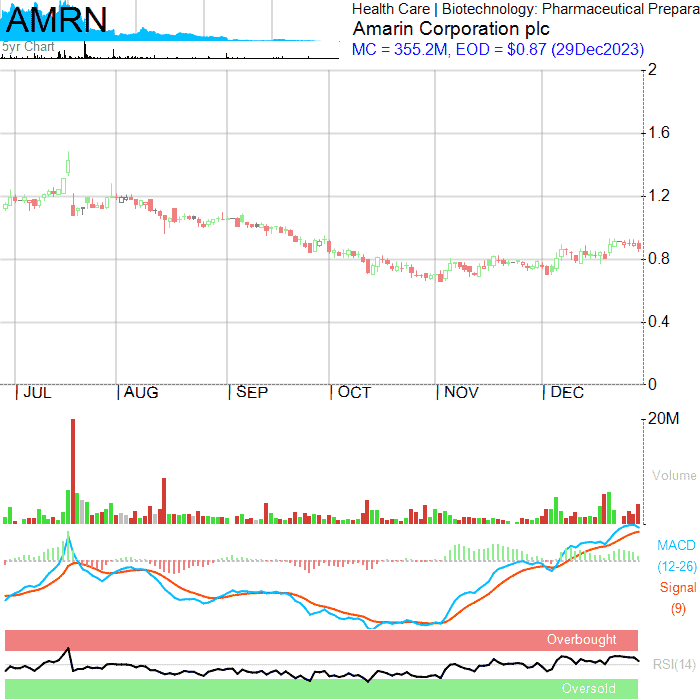 AMRN
5yr Chart
Health Care | Biotechnology: Pharmaceutical Prepara
Amarin Corporation plc
MC = 355.2M, EOD = $0.87 (29Dec2023)
2
1.6
1.2
0.8
0.4
0
JUL AUG SEP OCT NOV DEC
20M
Volume
MACD
(12-26)
Signal
(9)
Overbought
RSI(14)
Oversold